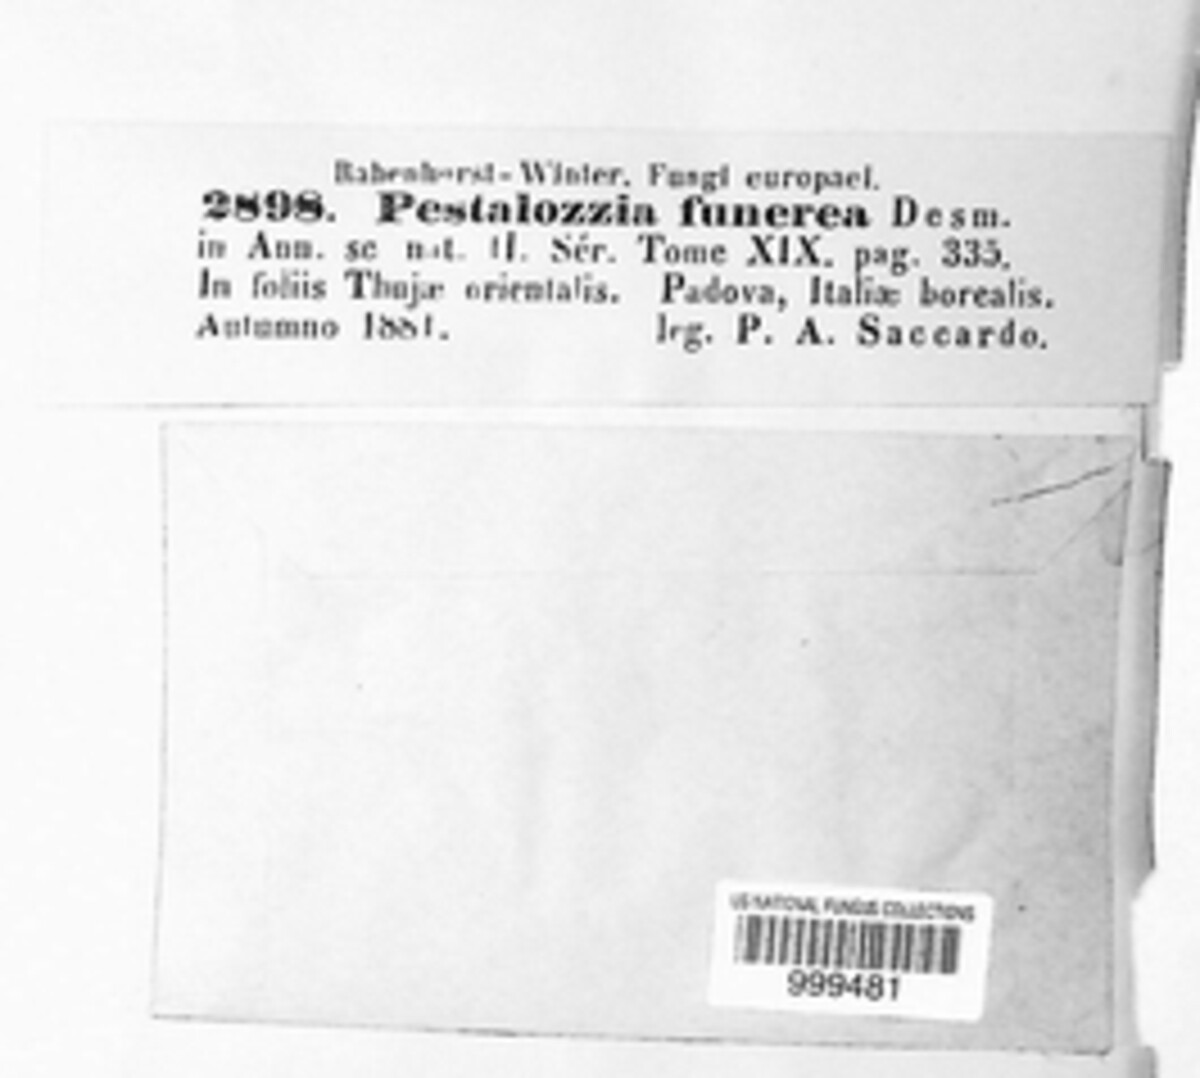 Rabenhorst-Winter. Fungi europaei.
2898. Pestalozzia funerea Desm.
in Ann. sc nat. II. Sér. Tome XIX. pag. 335.
In foliis Thujæ orientalis. Padova, Italiæ borealis.
Autumno 1881. leg. P. A. Saccardo.
US NATIONAL FUNGUS COLLECTIONS
999481